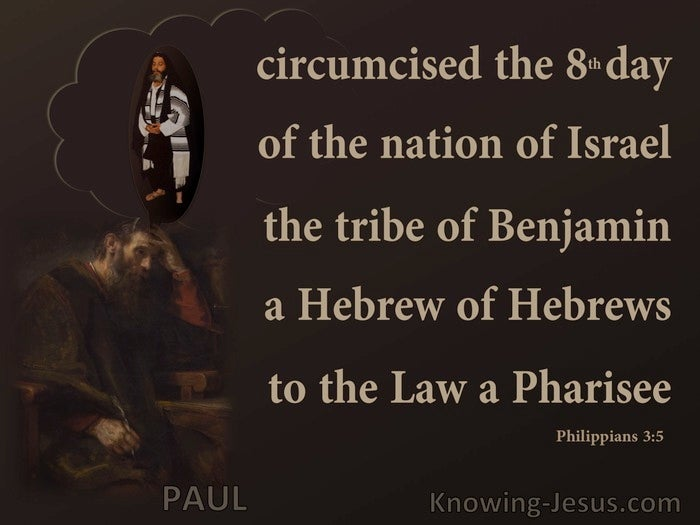 circumcised the 8th day
of the nation of Israel
the tribe of Benjamin
a Hebrew of Hebrews
to the Law a Pharisee
Philippians 3:5
PAUL
Knowing-Jesus.com